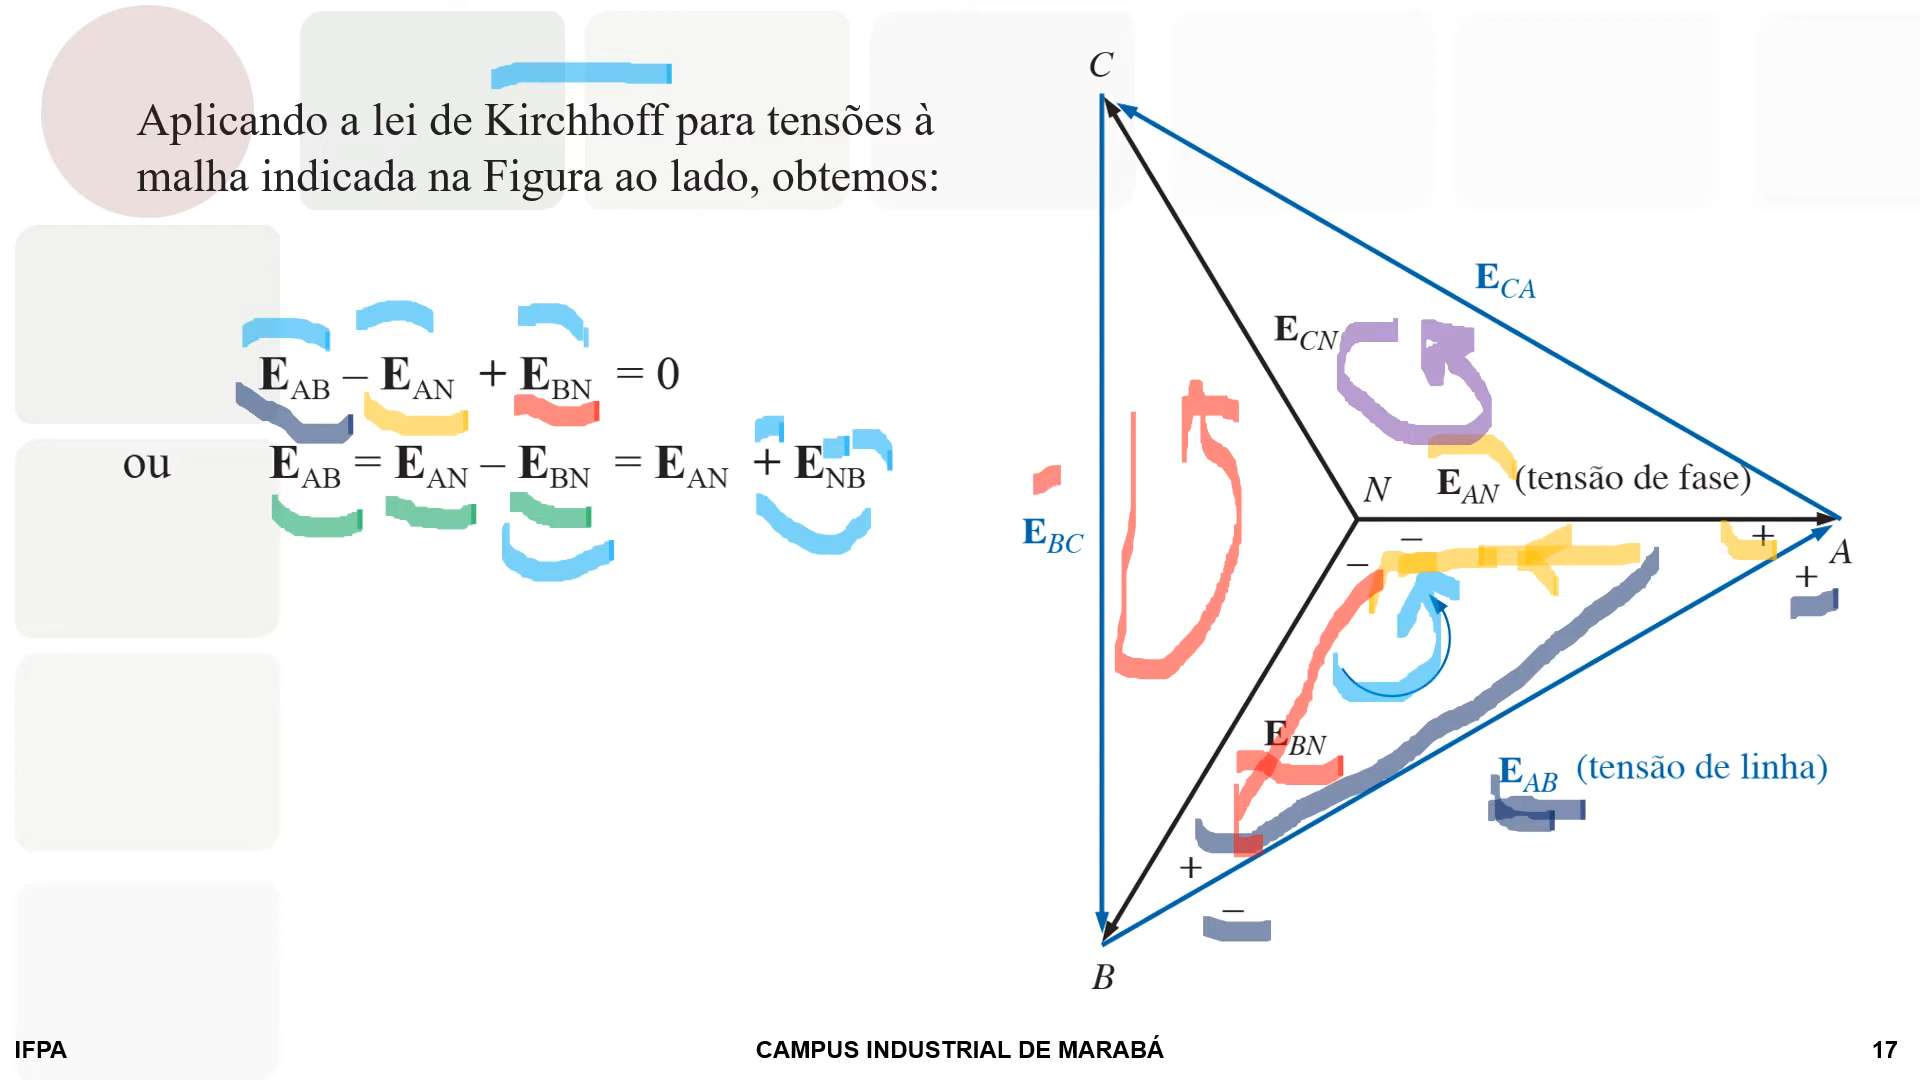 Aplicando a lei de Kirchhoff para tensões à
malha indicada na Figura ao lado, obtemos:
E_AB – E_AN + E_BN = 0
ou E_AB = E_AN – E_BN = E_AN + E_NB
C
E_CA
E_CN
N
E_AN (tensão de fase)
E_BC
–
–
+
A
+
E_BN
E_AB (tensão de linha)
+
–
B
IFPA
CAMPUS INDUSTRIAL DE MARABÁ
17